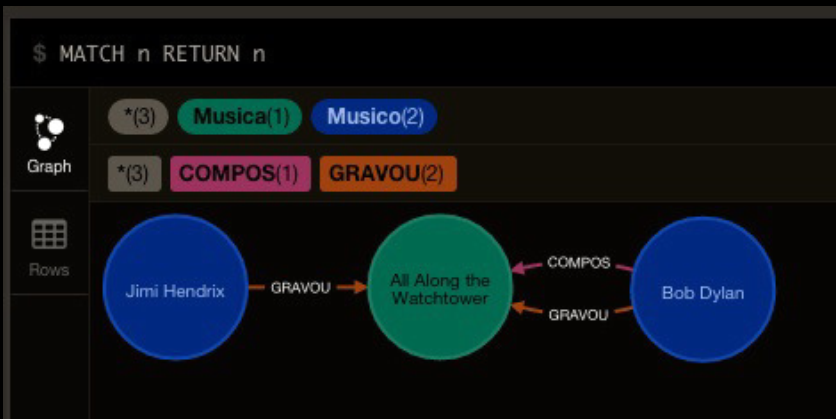 $ MATCH n RETURN n
*(3) Musica(1) Musico(2)
Graph
*(3) COMPOS(1) GRAVOU(2)
Rows
Jimi Hendrix
GRAVOU
All Along the
Watchtower
COMPOS
GRAVOU
Bob Dylan